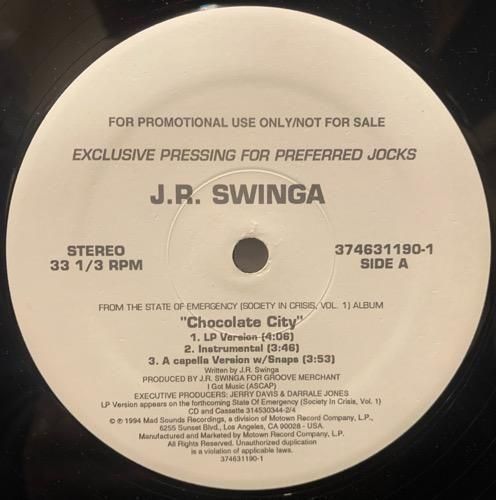 FOR PROMOTIONAL USE ONLY/NOT FOR SALE
EXCLUSIVE PRESSING FOR PREFERRED JOCKS
J.R. SWINGA
STEREO
33 1/3 RPM
374631190-1
SIDE A
FROM THE STATE OF EMERGENCY (SOCIETY IN CRISIS, VOL. 1) ALBUM
"Chocolate City"
1. LP Version (4:06)
2. Instrumental (3:46)
3. A capella Version w/Snaps (3:53)
Written by J.R. Swinga
PRODUCED BY J.R. SWINGA FOR GROOVE MERCHANT
I Got Music (ASCAP)
EXECUTIVE PRODUCERS: JERRY DAVIS & DARRALE JONES
LP Version appears on the forthcoming State Of Emergency (Society In Crisis, Vol. 1)
CD and Cassette 314530344-2/4
© ℗ 1994 Mad Sounds Recordings, a division of Motown Record Company, L.P.,
6255 Sunset Blvd., Los Angeles, CA 90028 - USA.
Manufactured and Marketed by Motown Record Company, L.P.
All Rights Reserved. Unauthorized duplication
is a violation of applicable laws.
374631190-1